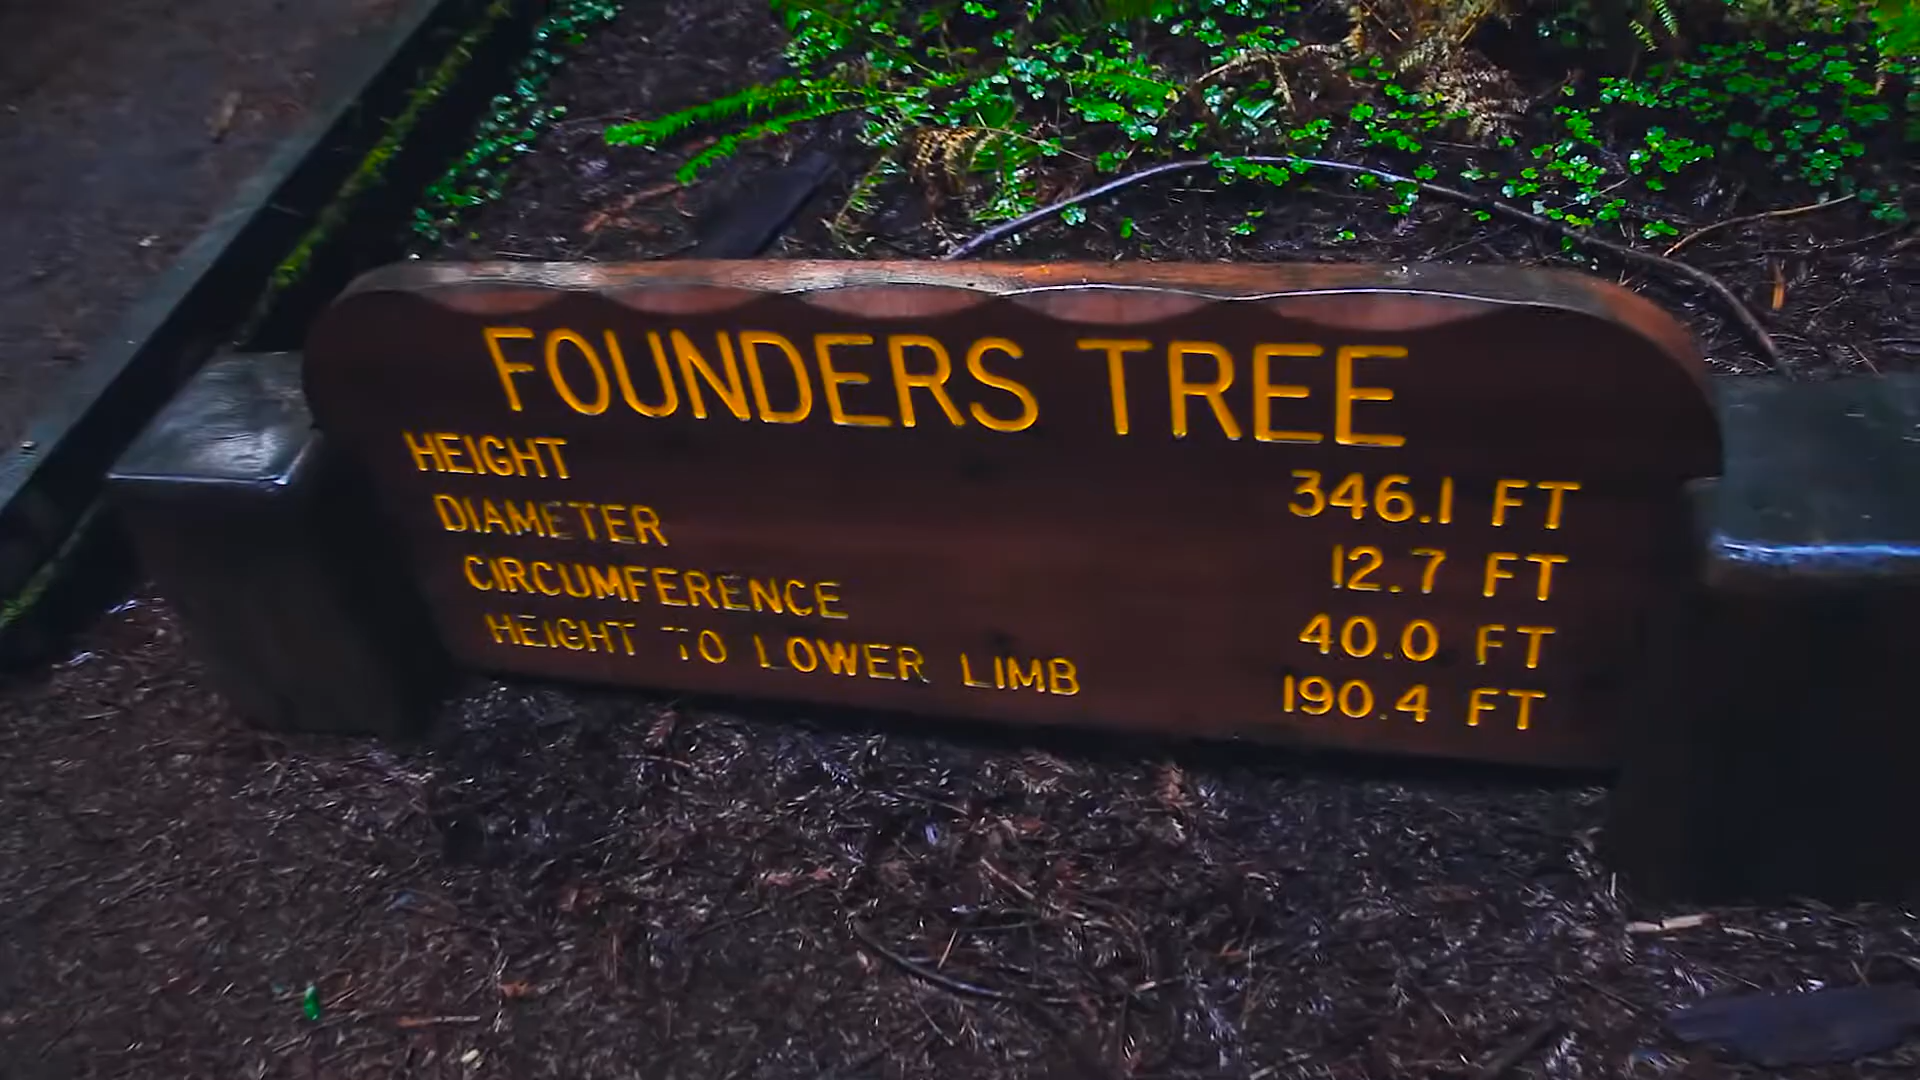 FOUNDERS TREE
HEIGHT 346.1 FT
DIAMETER 12.7 FT
CIRCUMFERENCE 40.0 FT
HEIGHT TO LOWER LIMB 190.4 FT